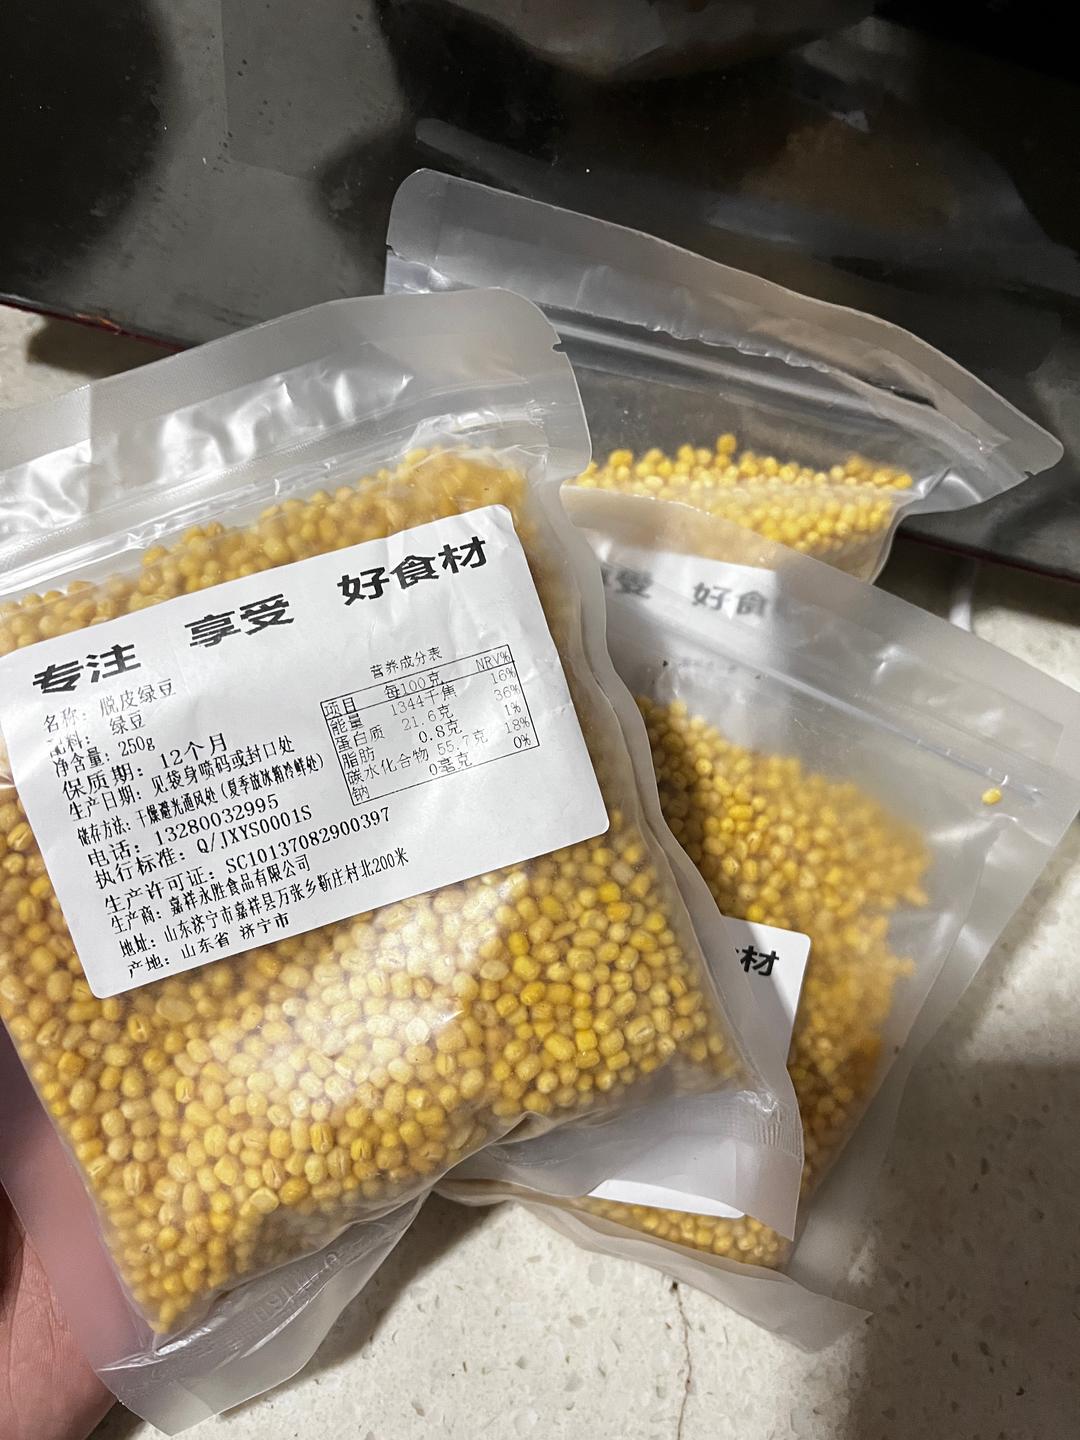 专注 享受 好食材
名称: 脱皮绿豆
配料: 绿豆
净含量: 250g
保质期: 12个月
生产日期: 见袋身喷码或封口处
储存方法: 干燥避光通风处(夏季放冰箱冷鲜处)
电话: 13280032995
执行标准: Q/JXYS0001S
生产许可证: SC10137082900397
生产商: 嘉祥永胜食品有限公司
地址: 山东济宁市嘉祥县万张乡靳庄村北200米
产地: 山东省 济宁市
营养成分表
项目 每100克 NRV%
能量 1344千焦 16%
蛋白质 21.6克 36%
脂肪 0.8克 1%
碳水化合物 55.7克 18%
钠 0毫克 0%
享受 好食
材